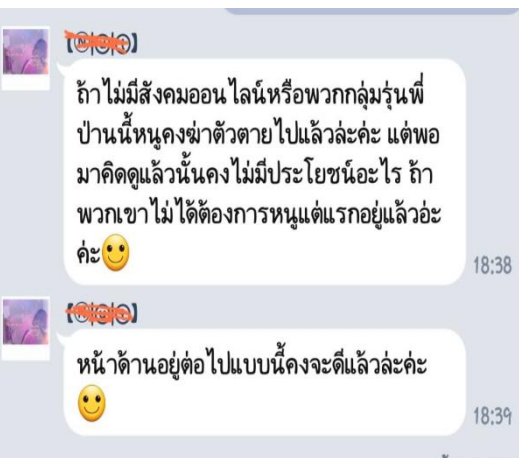 ถ้าไม่มีสังคมออนไลน์หรือพวกกลุ่มรุ่นพี่
ป่านนี้หนูคงฆ่าตัวตายไปแล้วล่ะค่ะ แต่พอ
มาคิดดูแล้วนั้นคงไม่มีประโยชน์อะไร ถ้า
พวกเขาไม่ได้ต้องการหนูแต่แรกอยู่แล้วอ่ะ
ค่ะ🙂
18:38
หน้าด้านอยู่ต่อไปแบบนี้คงจะดีแล้วล่ะค่ะ
🙂
18:39